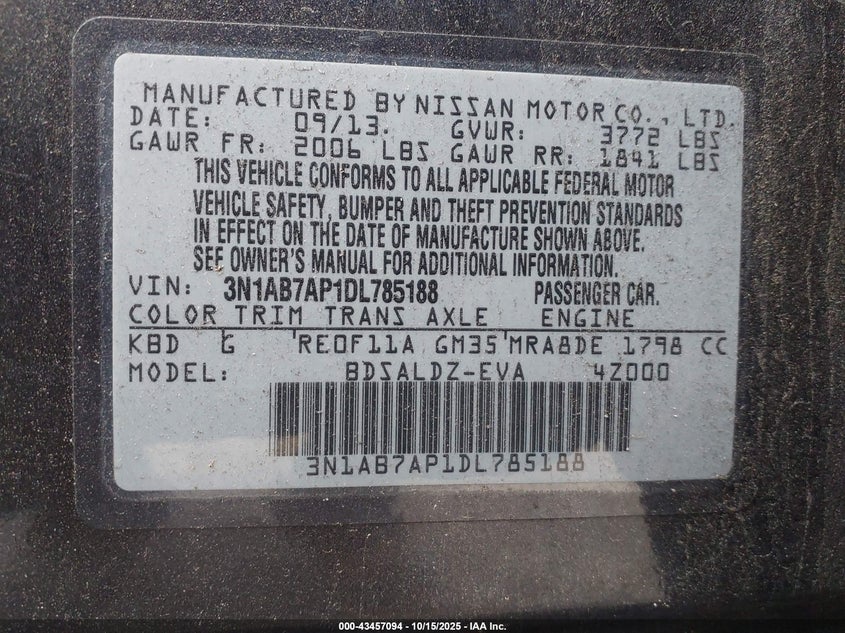 MANUFACTURED BY NISSAN MOTOR CO., LTD.
DATE: 09/13. GVWR: 3772 LBS
GAWR FR: 2006 LBS GAWR RR: 1841 LBS
THIS VEHICLE CONFORMS TO ALL APPLICABLE FEDERAL MOTOR
VEHICLE SAFETY, BUMPER AND THEFT PREVENTION STANDARDS
IN EFFECT ON THE DATE OF MANUFACTURE SHOWN ABOVE.
SEE OWNER'S MANUAL FOR ADDITIONAL INFORMATION.
VIN: 3N1AB7AP1DL785188 PASSENGER CAR.
COLOR TRIM TRANS AXLE ENGINE
KBD G RE0F11A GM35 MRA8DE 1798 CC
MODEL: BDSALDZ-EVA 4Z000
3N1AB7AP1DL785188
000-43457094 - 10/15/2025 - IAA Inc.